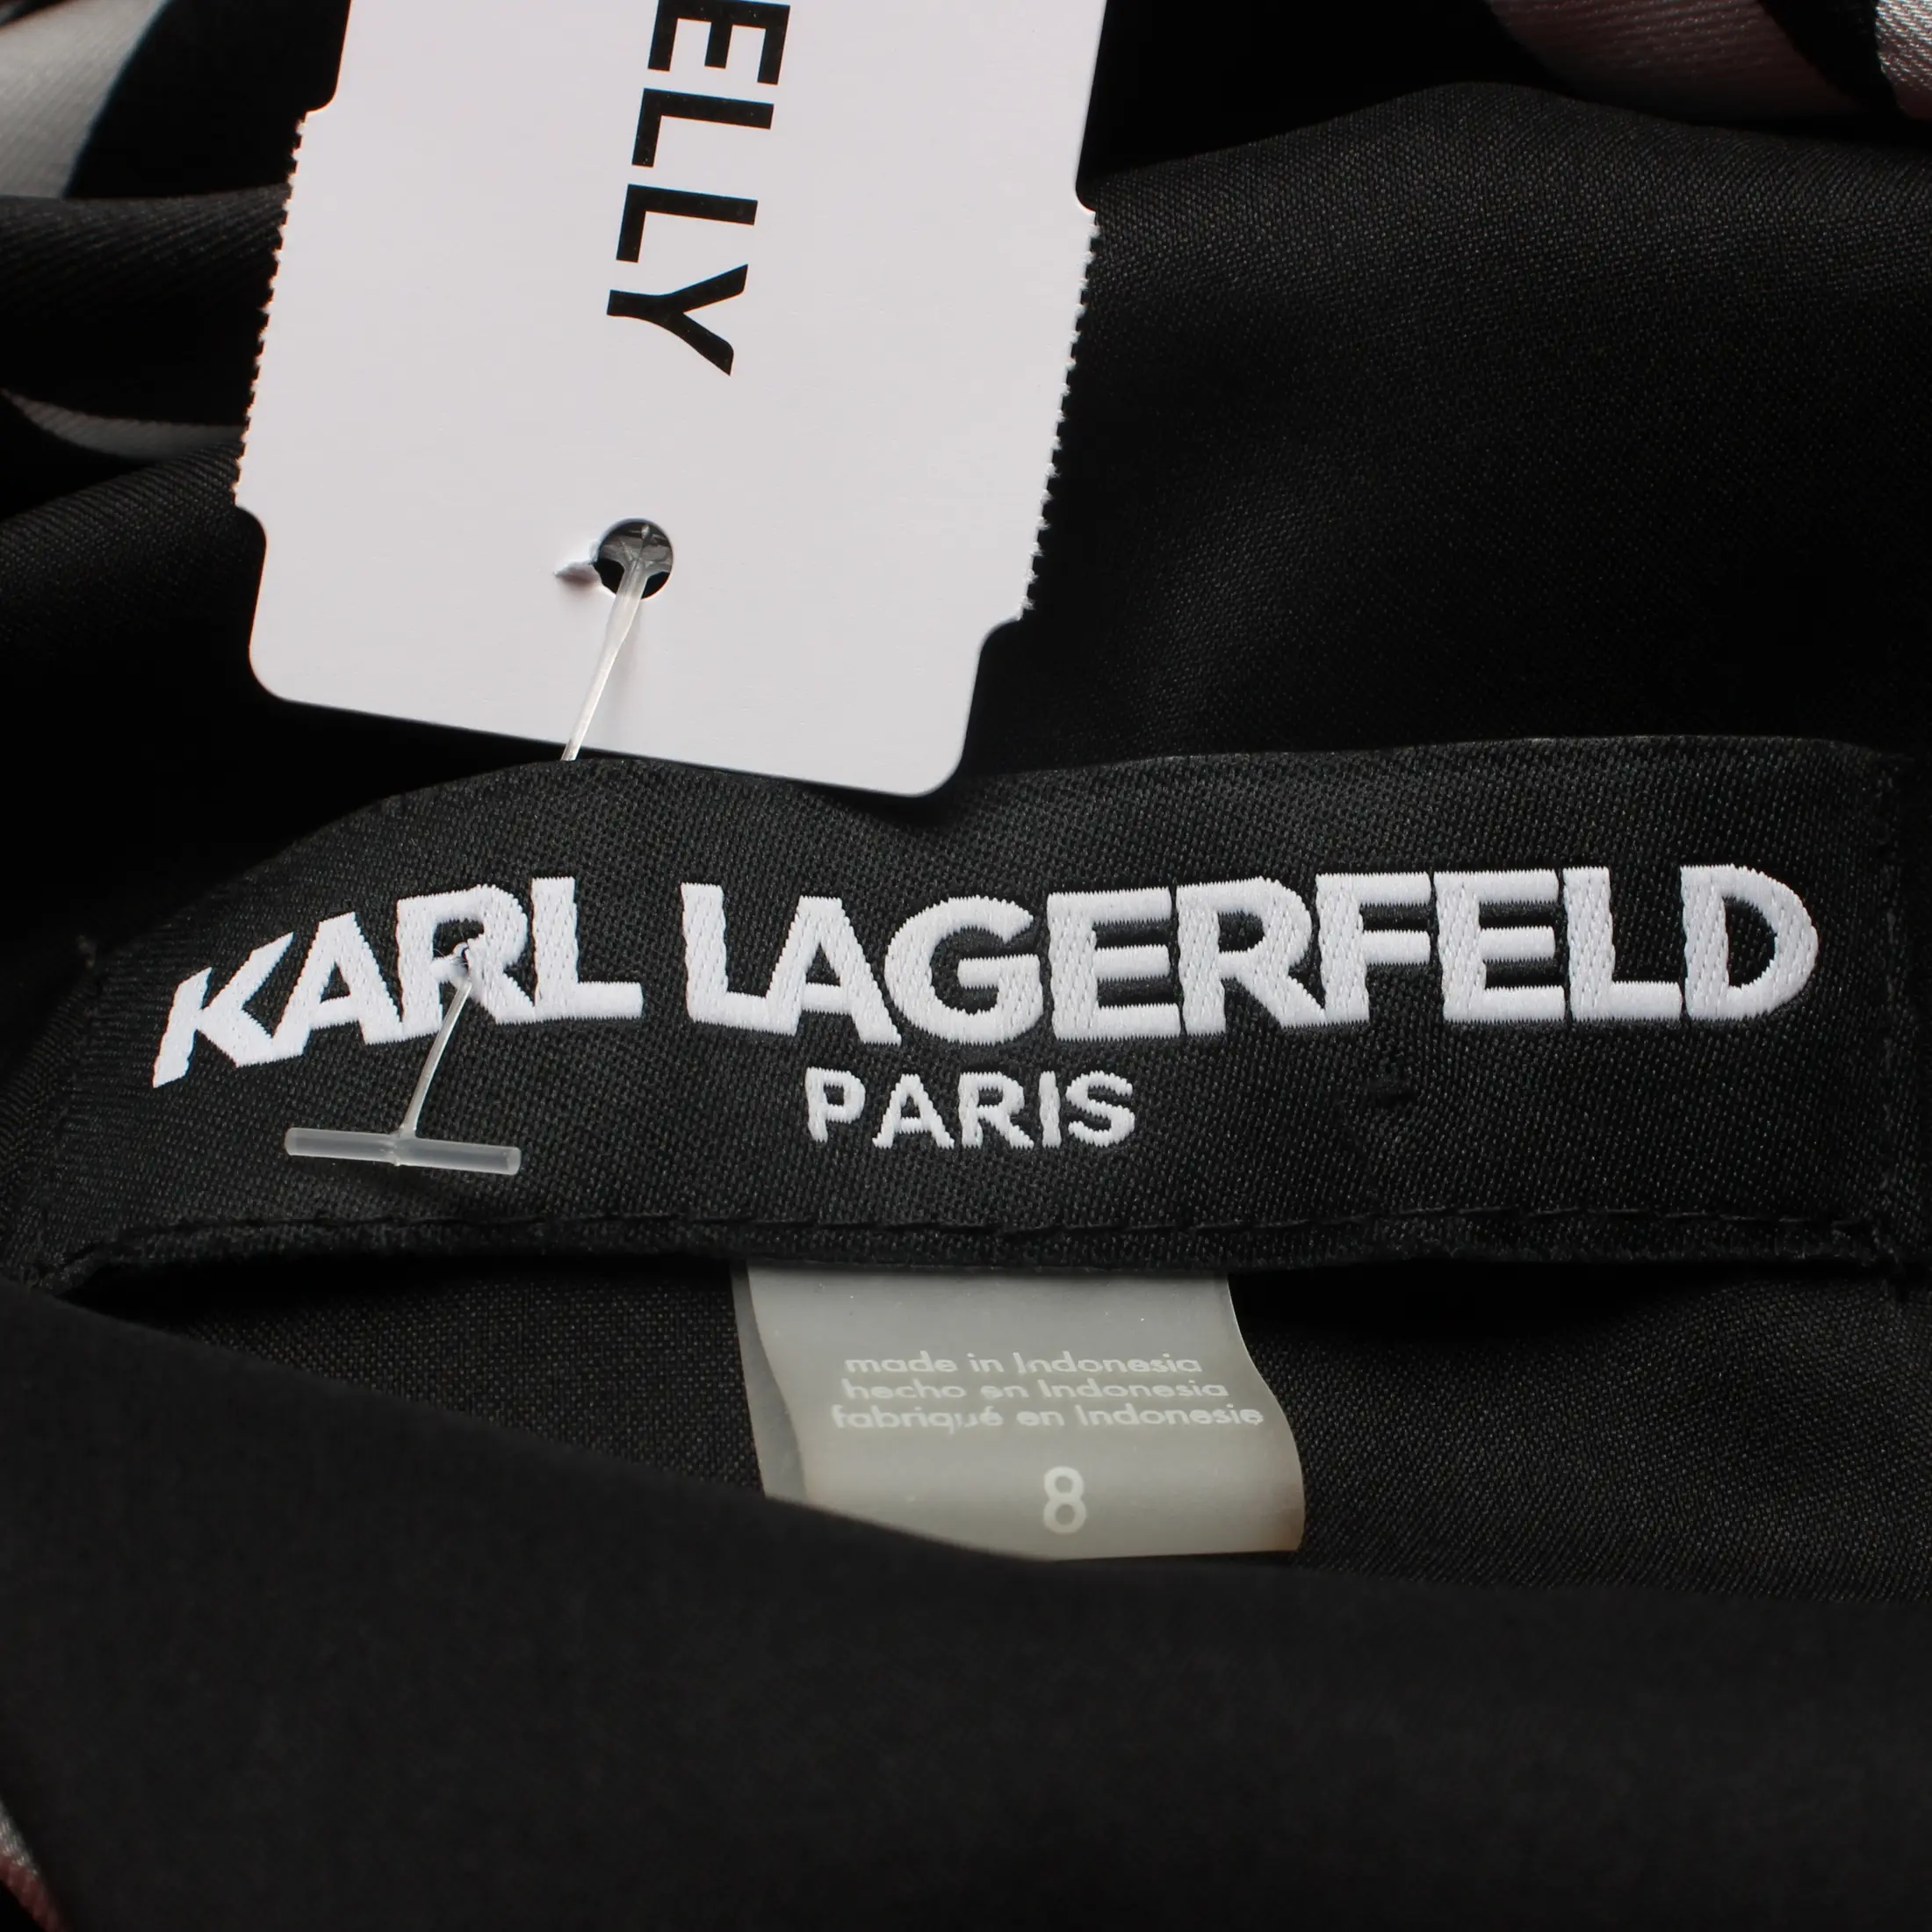 ELLY
KARL LAGERFELD
PARIS
made in Indonesia
hecho en Indonesia
fabriqué en Indonesie
8